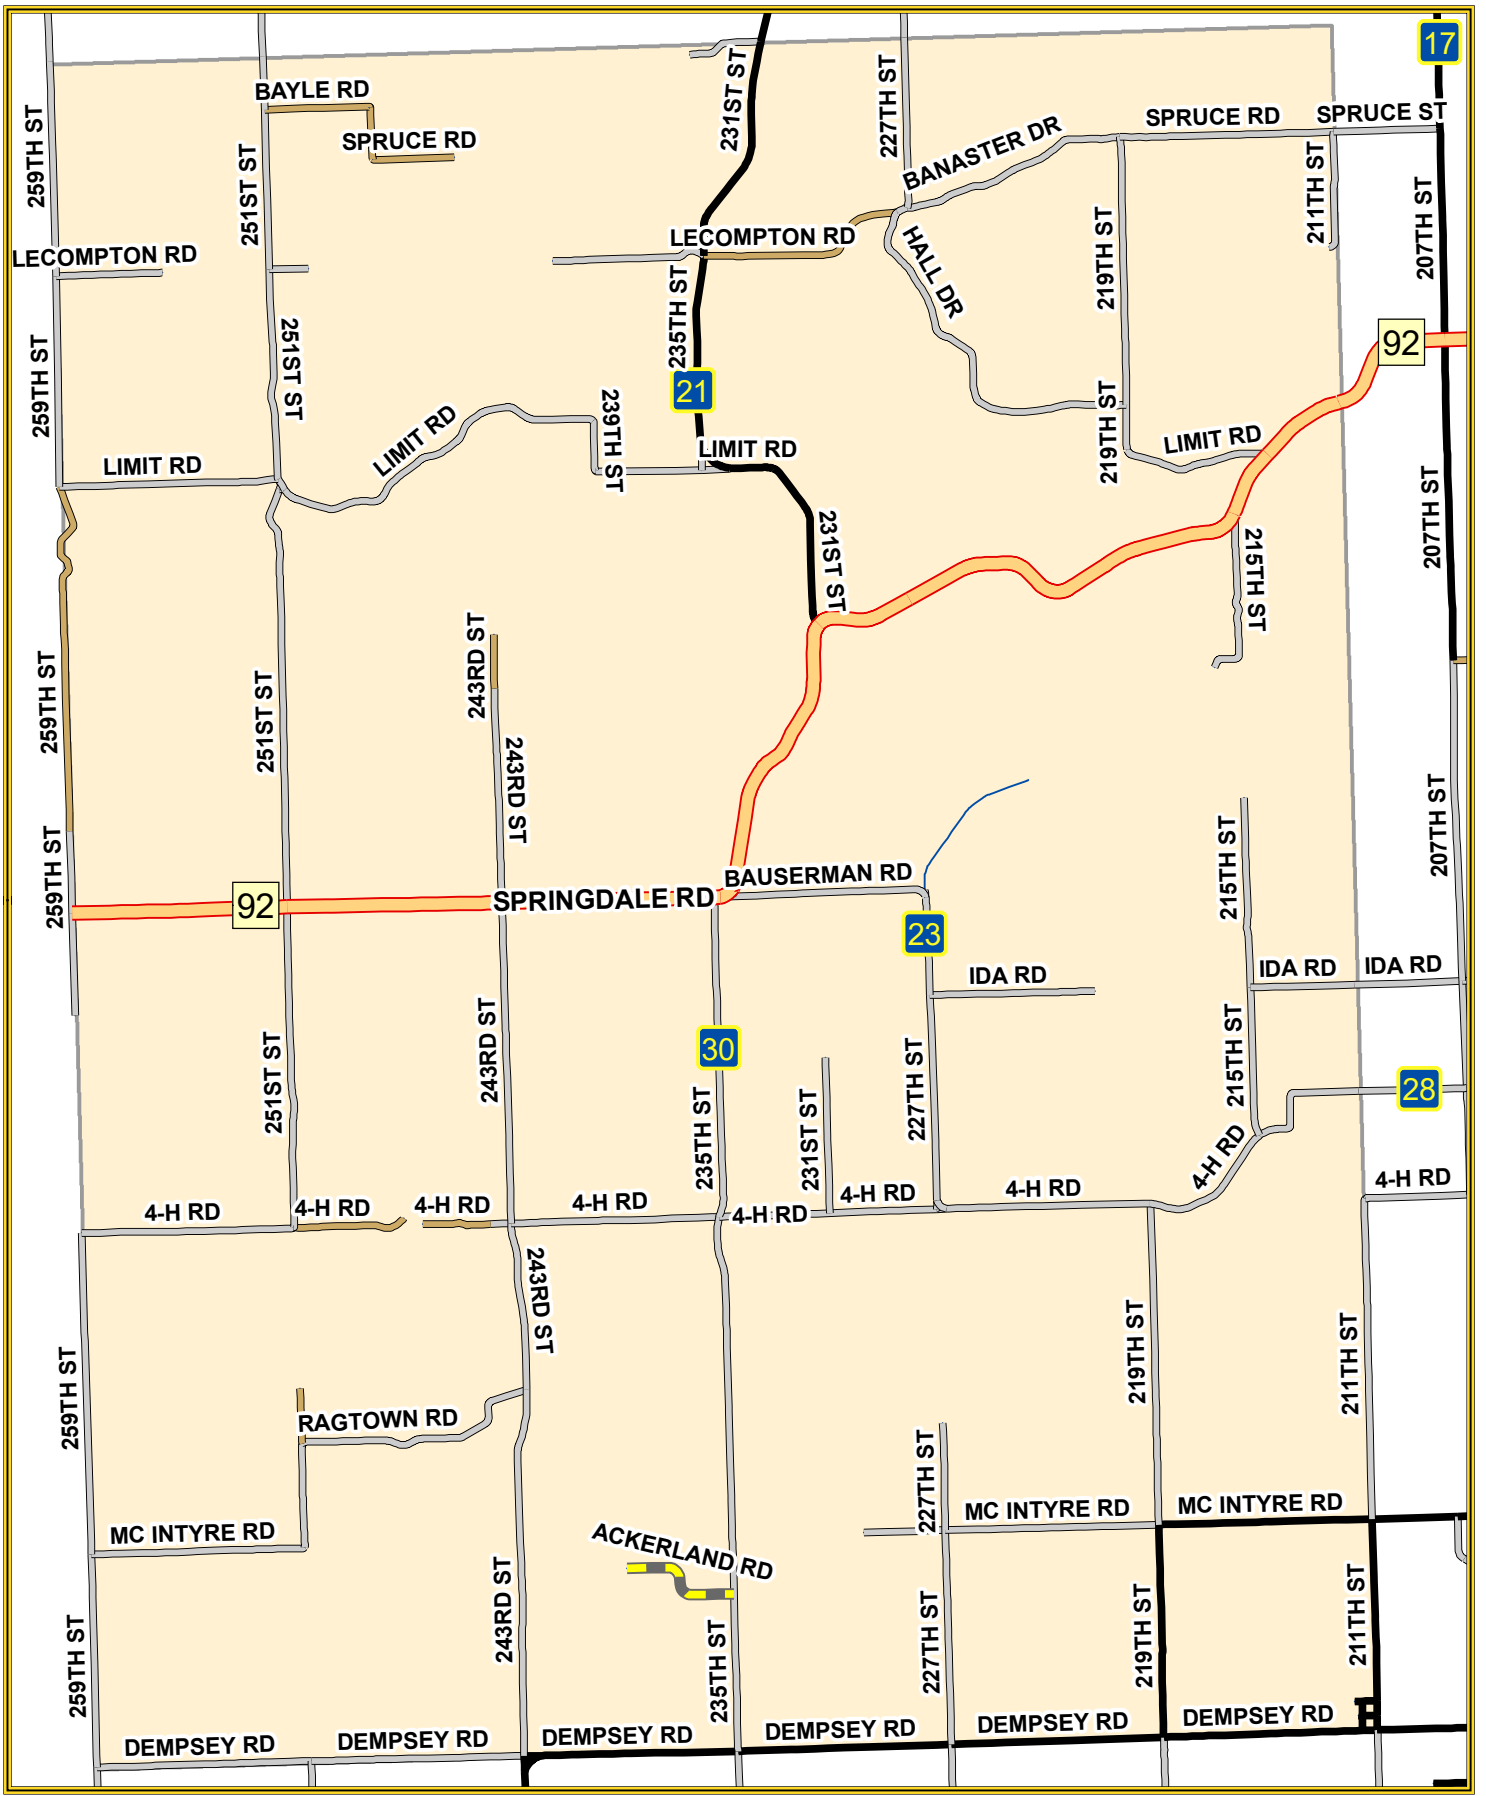 17
BAYLE RD
SPRUCE RD
SPRUCE ST
259TH ST
251ST ST
SPRUCE RD
231ST ST
227TH ST
BANASTER DR
211TH ST
207TH ST
LECOMPTON RD
LECOMPTON RD
HALL DR
219TH ST
259TH ST
251ST ST
235TH ST
21
92
LIMIT RD
LIMIT RD
239TH ST
LIMIT RD
219TH ST
LIMIT RD
207TH ST
231ST ST
215TH ST
259TH ST
251ST ST
243RD ST
243RD ST
207TH ST
259TH ST
92
SPRINGDALE RD
BAUSERMAN RD
23
215TH ST
IDA RD
IDA RD
IDA RD
251ST ST
243RD ST
30
235TH ST
231ST ST
227TH ST
215TH ST
28
4-H RD
4-H RD
4-H RD
4-H RD
4-H RD
4-H RD
4-H RD
4-H RD
4-H RD
243RD ST
259TH ST
219TH ST
211TH ST
RAGTOWN RD
227TH ST
MC INTYRE RD
MC INTYRE RD
MC INTYRE RD
ACKERLAND RD
259TH ST
243RD ST
235TH ST
227TH ST
219TH ST
211TH ST
DEMPSEY RD
DEMPSEY RD
DEMPSEY RD
DEMPSEY RD
DEMPSEY RD
DEMPSEY RD